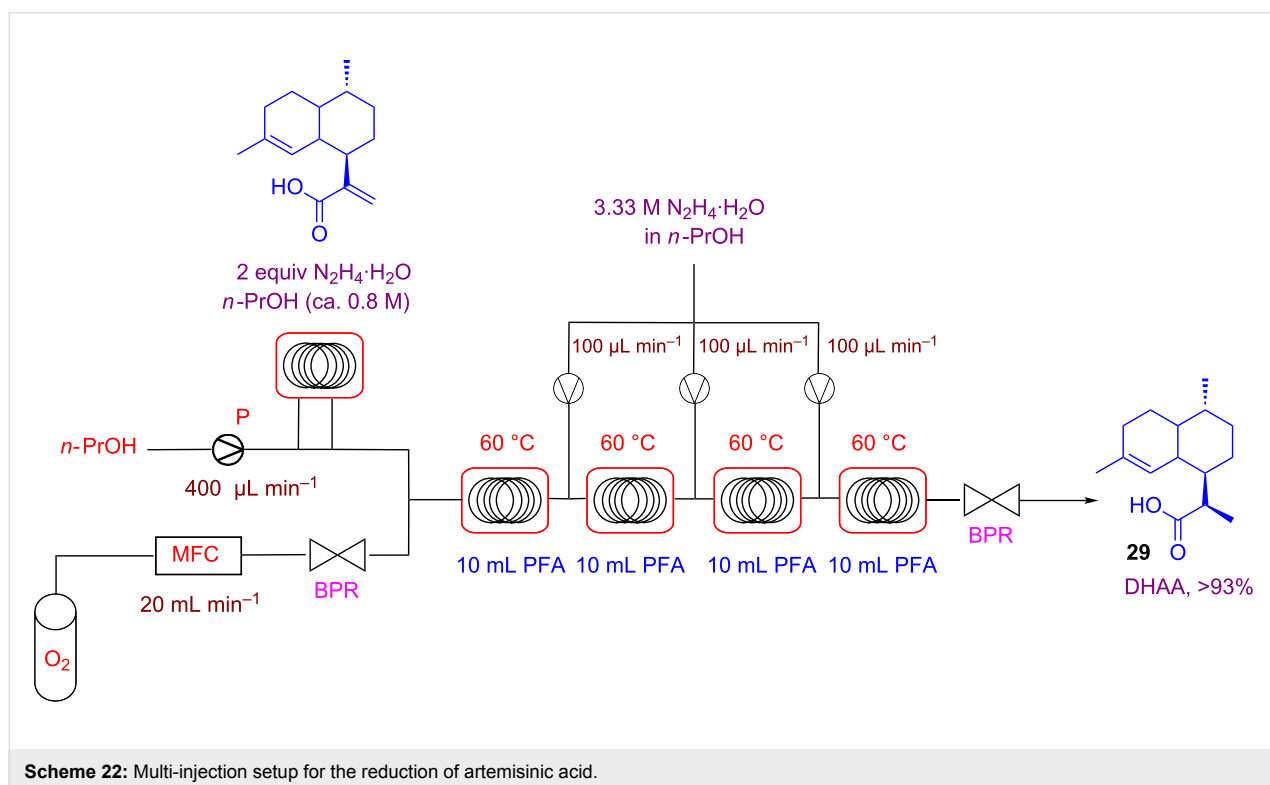 HO
O
2 equiv N₂H₄·H₂O
n-PrOH (ca. 0.8 M)
3.33 M N₂H₄·H₂O
in n-PrOH
100 µL min⁻¹ 100 µL min⁻¹ 100 µL min⁻¹
P
n-PrOH
400 µL min⁻¹
60 °C 60 °C 60 °C 60 °C
10 mL PFA 10 mL PFA 10 mL PFA 10 mL PFA
BPR
MFC
BPR
20 mL min⁻¹
O₂
HO
29 O
DHAA, >93%
Scheme 22: Multi-injection setup for the reduction of artemisinic acid.